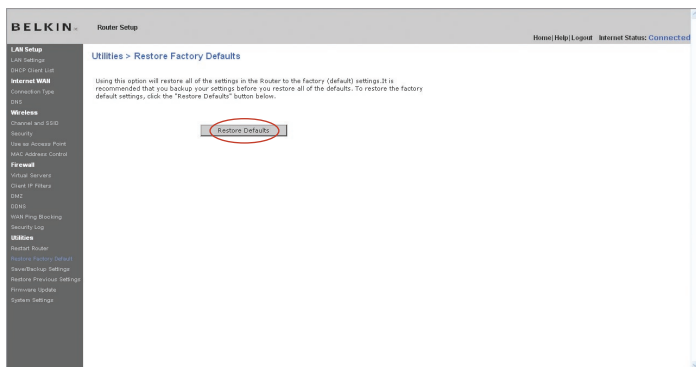 BELKIN
Router Setup
Home|Help|Logout Internet Status: Connected
LAN Setup
LAN Settings
DHCP Client List
Internet WAN
Connection Type
DNS
Wireless
Channel and SSID
Security
Use as Access Point
MAC Address Control
Firewall
Virtual Servers
Client IP Filters
DMZ
DDNS
WAN Ping Blocking
Security Log
Utilities
Restart Router
Restore Factory Default
Save/Backup Settings
Restore Previous Settings
Firmware Update
System Settings
Utilities > Restore Factory Defaults
Using this option will restore all of the settings in the Router to the factory (default) settings.It is
recommended that you backup your settings before you restore all of the defaults. To restore the factory
default settings, click the "Restore Defaults" button below.
Restore Defaults